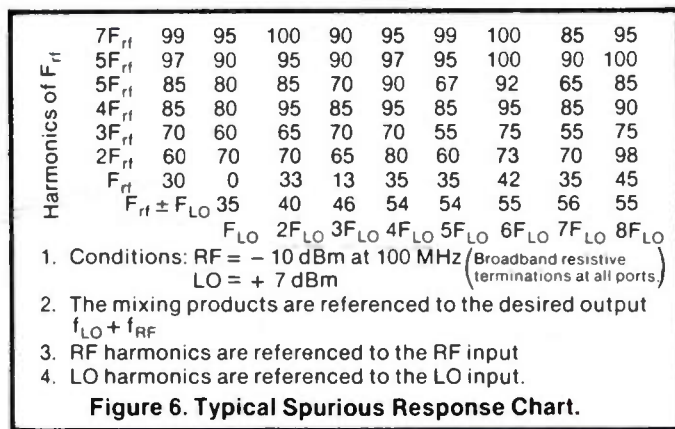 Harmonics of Frf
7Frf 99 95 100 90 95 99 100 85 95
5Frf 97 90 95 90 97 95 100 90 100
5Frf 85 80 85 70 90 67 92 65 85
4Frf 85 80 95 85 95 85 95 85 90
3Frf 70 60 65 70 70 55 75 55 75
2Frf 60 70 70 65 80 60 73 70 98
Frf 30 0 33 13 35 35 42 35 45
Frf ± FLO 35 40 46 54 54 55 56 55
FLO 2FLO 3FLO 4FLO 5FLO 6FLO 7FLO 8FLO
1. Conditions: RF = − 10 dBm at 100 MHz (Broadband resistive
LO = + 7 dBm terminations at all ports.)
2. The mixing products are referenced to the desired output
fLO + fRF
3. RF harmonics are referenced to the RF input
4. LO harmonics are referenced to the LO input.
Figure 6. Typical Spurious Response Chart.